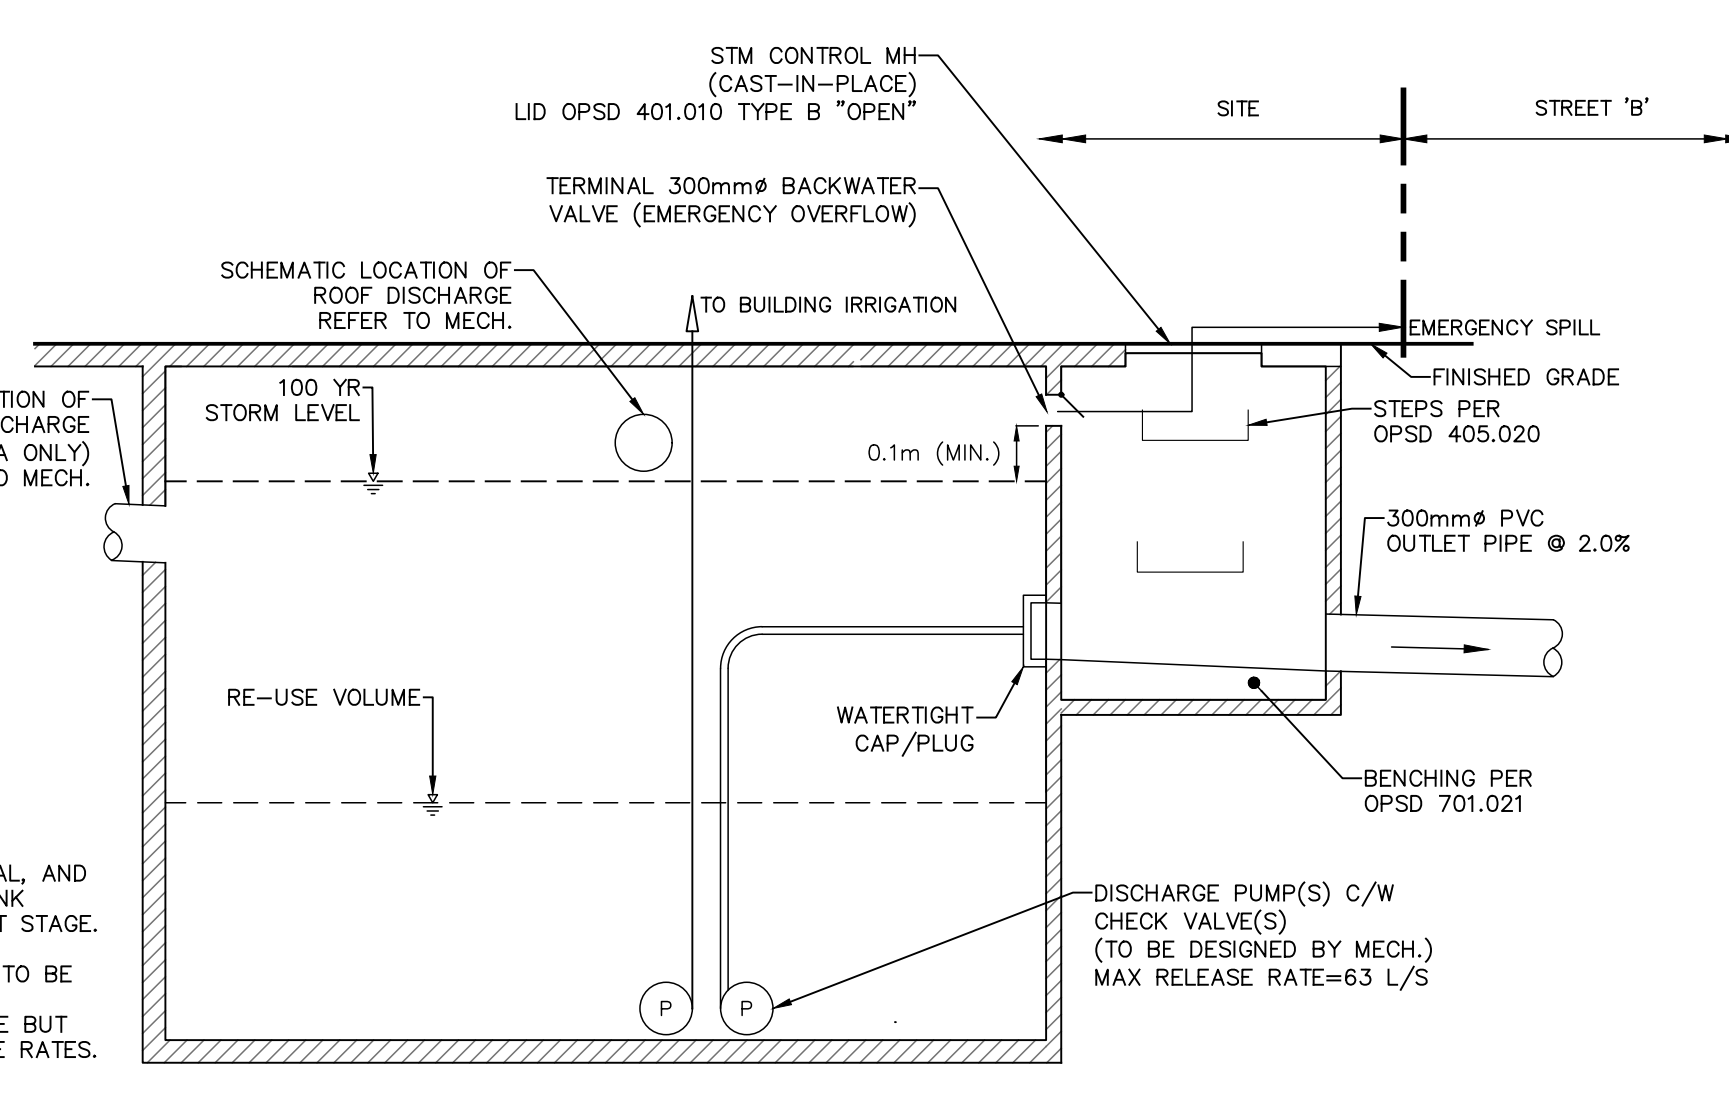 STM CONTROL MH
(CAST-IN-PLACE)
LID OPSD 401.010 TYPE B "OPEN"
SITE
STREET 'B'
TERMINAL 300mmø BACKWATER
VALVE (EMERGENCY OVERFLOW)
SCHEMATIC LOCATION OF
ROOF DISCHARGE
REFER TO MECH.
TO BUILDING IRRIGATION
EMERGENCY SPILL
FINISHED GRADE
100 YR
STORM LEVEL
TION OF
CHARGE
A ONLY)
O MECH.
STEPS PER
OPSD 405.020
0.1m (MIN.)
300mmø PVC
OUTLET PIPE @ 2.0%
RE-USE VOLUME
WATERTIGHT
CAP/PLUG
BENCHING PER
OPSD 701.021
AL, AND
NK
T STAGE.
TO BE
E BUT
E RATES.
DISCHARGE PUMP(S) C/W
CHECK VALVE(S)
(TO BE DESIGNED BY MECH.)
MAX RELEASE RATE=63 L/S
P
P